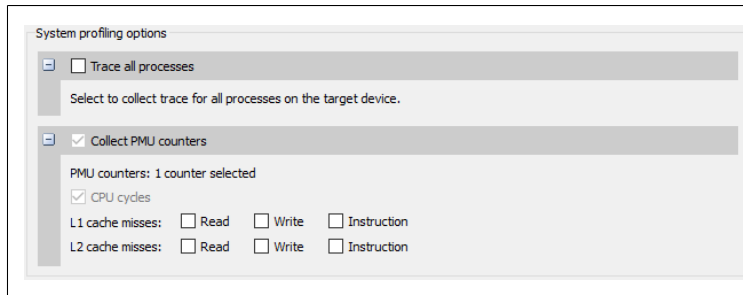 System profiling options
Trace all processes
Select to collect trace for all processes on the target device.
Collect PMU counters
PMU counters: 1 counter selected
CPU cycles
L1 cache misses: Read Write Instruction
L2 cache misses: Read Write Instruction